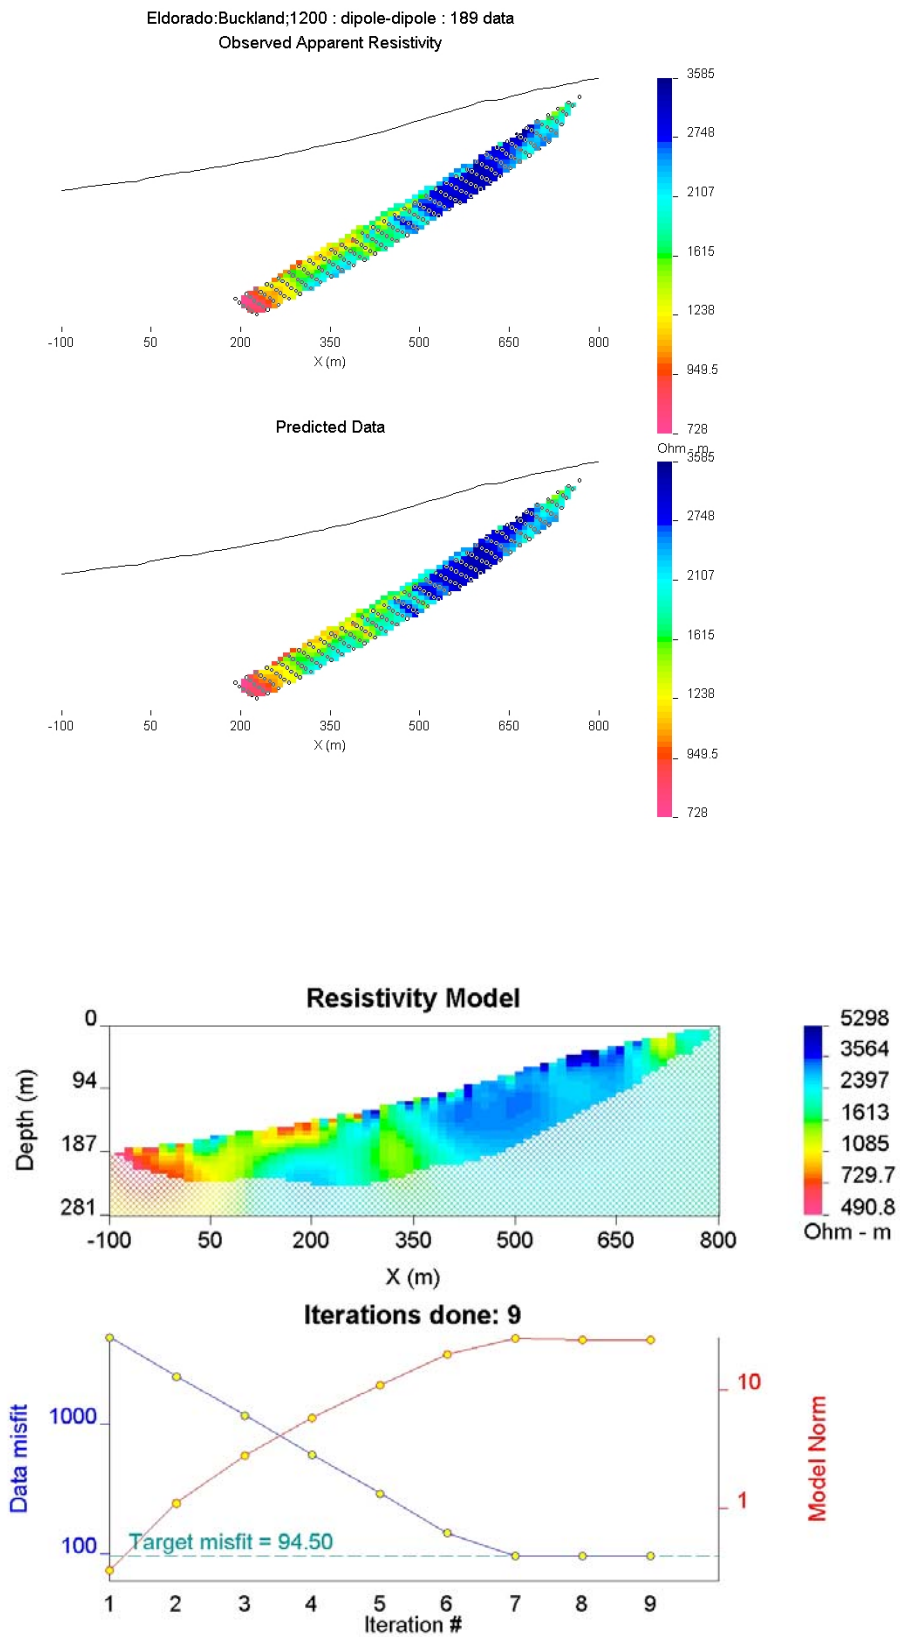 Eldorado:Buckland;1200 : dipole-dipole : 189 data
Observed Apparent Resistivity
3585
2748
2107
1615
1238
949.5
728
Ohm - m
-100 50 200 350 500 650 800
X (m)
Predicted Data
3585
2748
2107
1615
1238
949.5
728
-100 50 200 350 500 650 800
X (m)
Resistivity Model
Depth (m)
0
94
187
281
-100 50 200 350 500 650 800
X (m)
5298
3564
2397
1613
1085
729.7
490.8
Ohm - m
Iterations done: 9
Data misfit
1000
100
Target misfit = 94.50
10
1
Model Norm
1 2 3 4 5 6 7 8 9
Iteration #